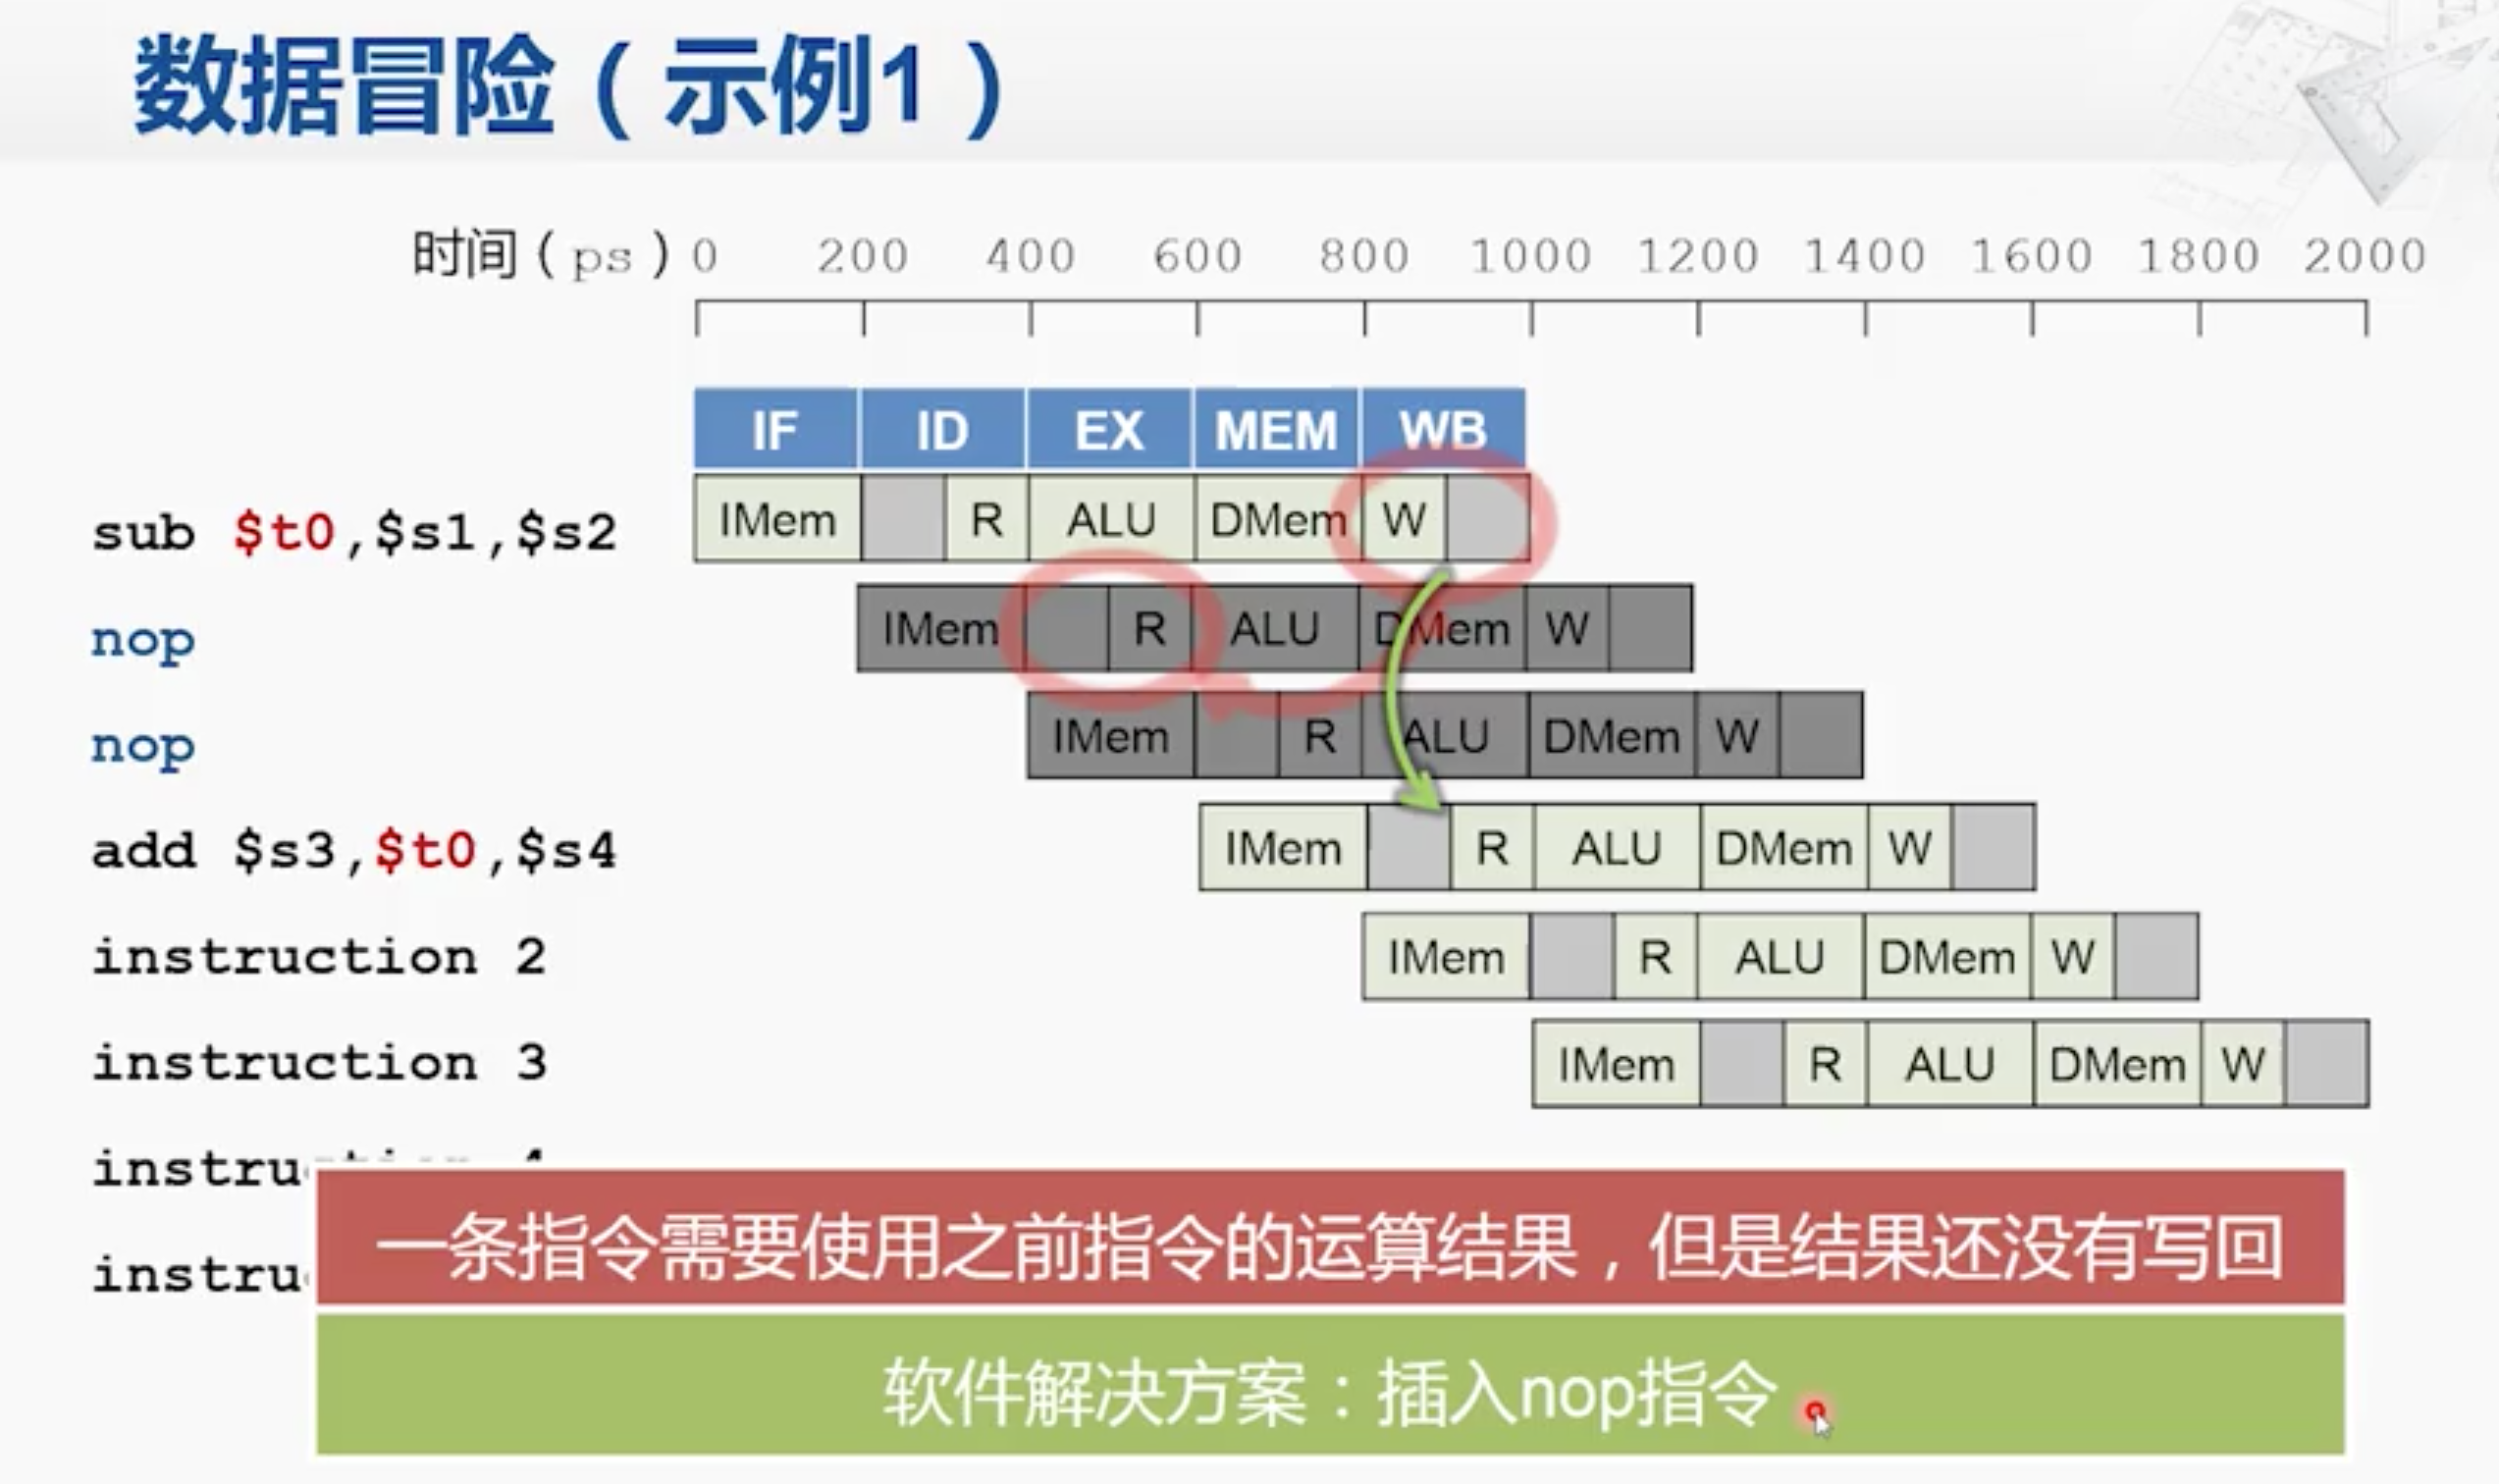 数据冒险（示例1）
时间（ps）0 200 400 600 800 1000 1200 1400 1600 1800 2000
IF ID EX MEM WB
sub $t0,$s1,$s2 IMem R ALU DMem W
nop IMem R ALU DMem W
nop IMem R ALU DMem W
add $s3,$t0,$s4 IMem R ALU DMem W
instruction 2 IMem R ALU DMem W
instruction 3 IMem R ALU DMem W
一条指令需要使用之前指令的运算结果，但是结果还没有写回
软件解决方案：插入nop指令